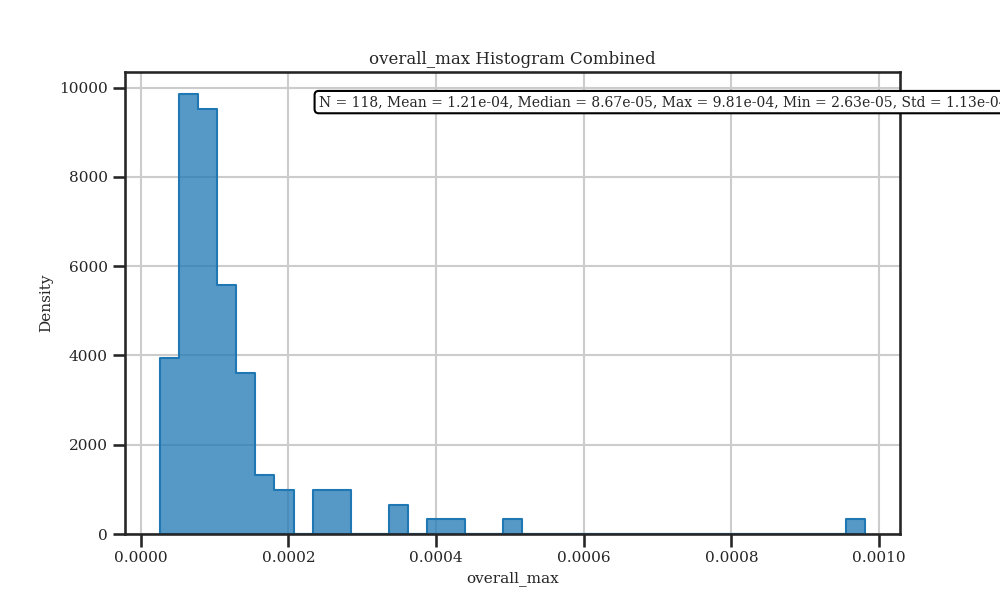 overall_max Histogram Combined
N = 118, Mean = 1.21e-04, Median = 8.67e-05, Max = 9.81e-04, Min = 2.63e-05, Std = 1.13e-0
10000
8000
6000
4000
2000
0
Density
0.0000 0.0002 0.0004 0.0006 0.0008 0.0010
overall_max